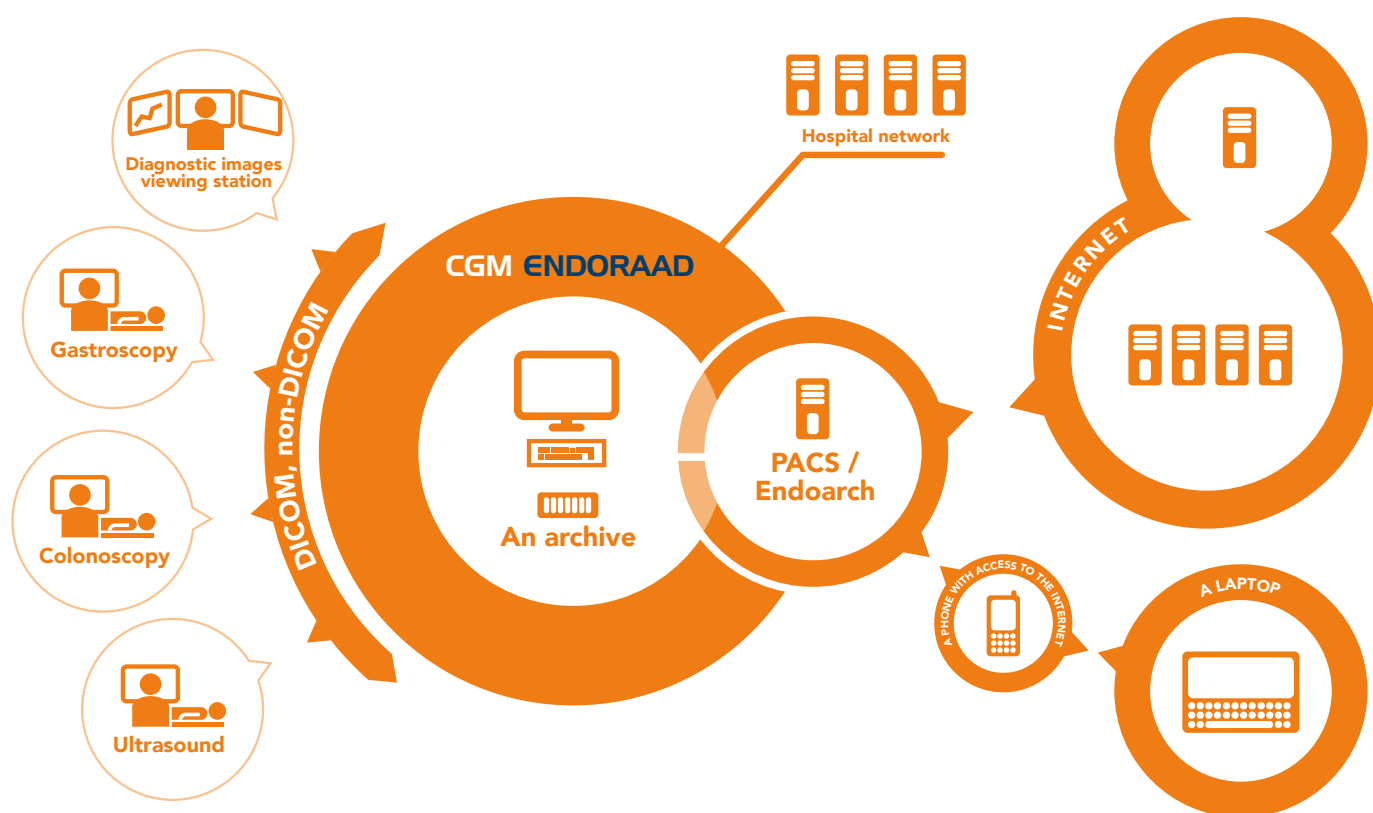 Diagnostic images
viewing station
Gastroscopy
Colonoscopy
Ultrasound
DICOM, non-DICOM
CGM ENDORAAD
An archive
Hospital network
PACS /
Endoarch
INTERNET
A PHONE WITH ACCESS TO THE INTERNET
A LAPTOP